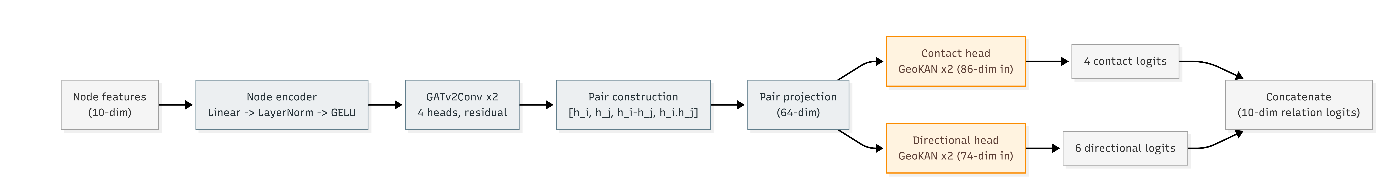 Node features
(10-dim)
Node encoder
Linear -> LayerNorm -> GELU
GATv2Conv x2
4 heads, residual
Pair construction
[h_i, h_j, h_i-h_j, h_i.h_j]
Pair projection
(64-dim)
Contact head
GeoKAN x2 (86-dim in)
4 contact logits
Directional head
GeoKAN x2 (74-dim in)
6 directional logits
Concatenate
(10-dim relation logits)